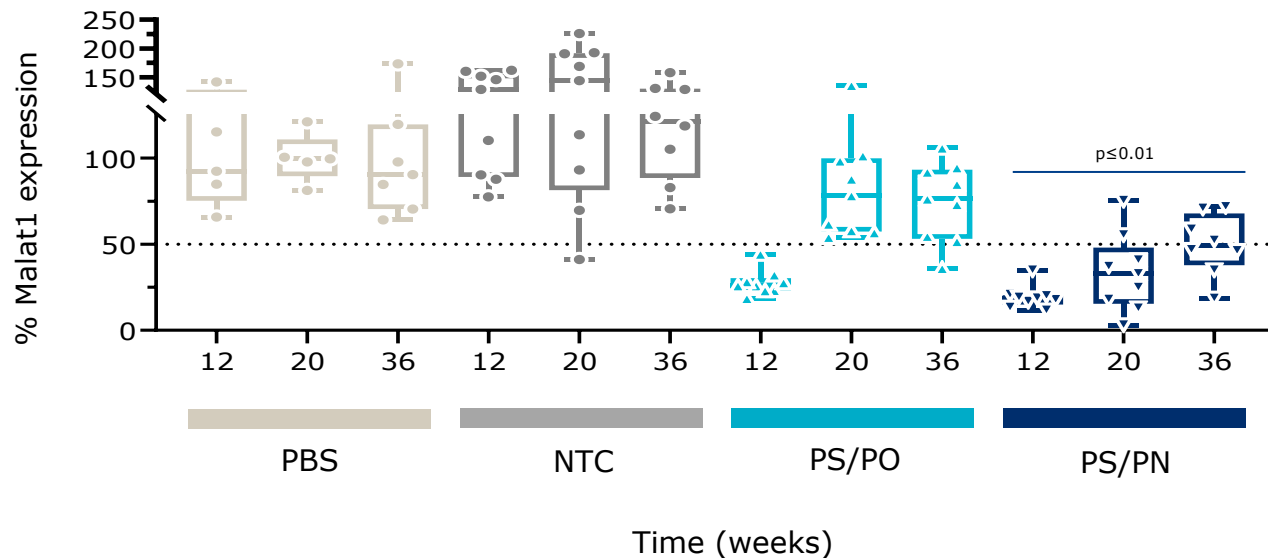 % Malat1 expression
250
200
150
100
50
0
p≤0.01
12 20 36 12 20 36 12 20 36 12 20 36
PBS NTC PS/PO PS/PN
Time (weeks)